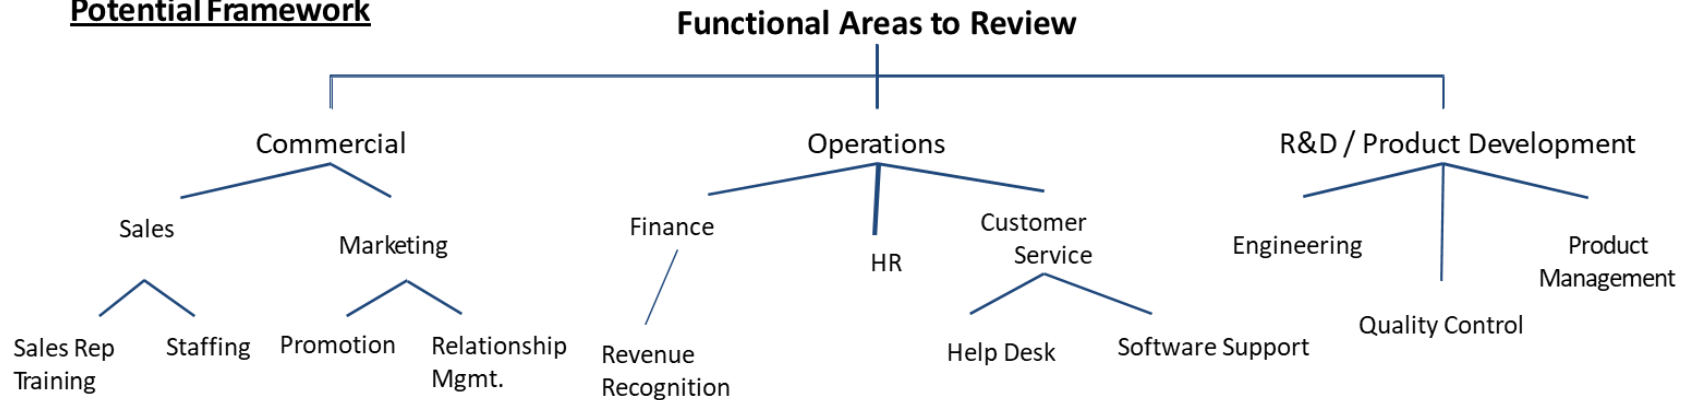 Potential Framework
Functional Areas to Review
Commercial
Operations
R&D / Product Development
Sales
Marketing
Finance
HR
Customer
Service
Engineering
Product
Management
Quality Control
Sales Rep
Training
Staffing
Promotion
Relationship
Mgmt.
Revenue
Recognition
Help Desk
Software Support